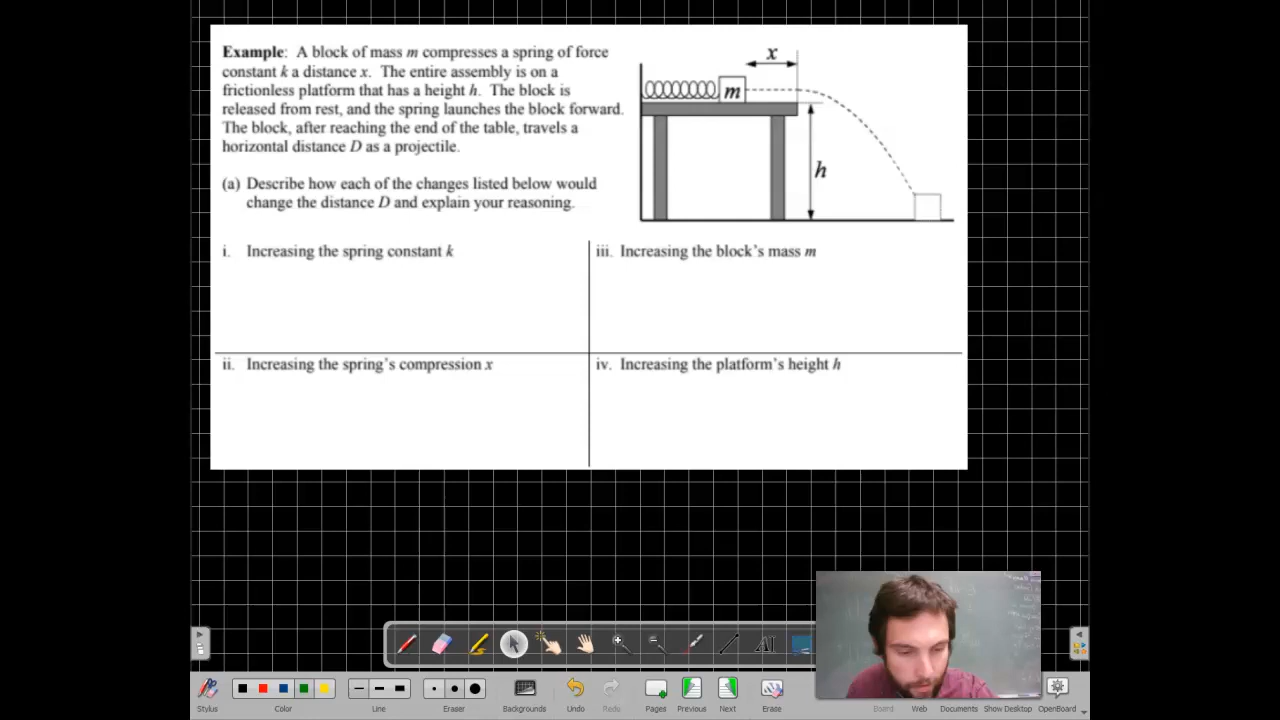 Example: A block of mass m compresses a spring of force
constant k a distance x. The entire assembly is on a
frictionless platform that has a height h. The block is
released from rest, and the spring launches the block forward.
The block, after reaching the end of the table, travels a
horizontal distance D as a projectile.
(a) Describe how each of the changes listed below would
change the distance D and explain your reasoning.
x
m
h
i. Increasing the spring constant k
iii. Increasing the block's mass m
ii. Increasing the spring's compression x
iv. Increasing the platform's height h
AI
Stylus
Color
Line
Eraser
Backgrounds
Undo
Redo
Pages
Previous
Next
Erase
Board
Web
Documents
Show Desktop
OpenBoard